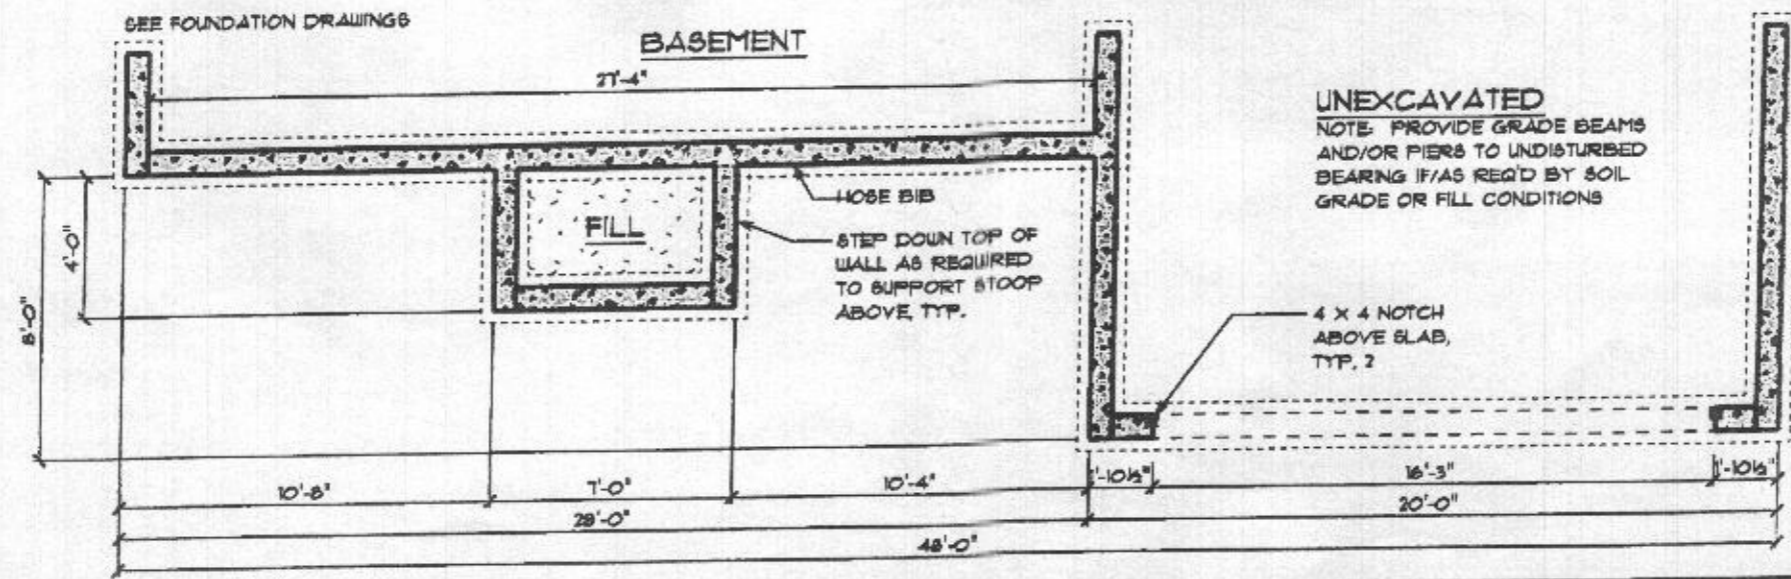 SEE FOUNDATION DRAWINGS
BASEMENT
27'-4"
UNEXCAVATED
NOTE: PROVIDE GRADE BEAMS
AND/OR PIERS TO UNDISTURBED
BEARING IF/AS REQ'D BY SOIL
GRADE OR FILL CONDITIONS
HOSE BIB
FILL
STEP DOWN TOP OF
WALL AS REQUIRED
TO SUPPORT STOOP
ABOVE, TYP.
4'-0"
8'-0"
4 X 4 NOTCH
ABOVE SLAB,
TYP. 2
10'-8"
7'-0"
10'-4"
1'-10½"
16'-3"
1'-10½"
28'-0"
20'-0"
48'-0"